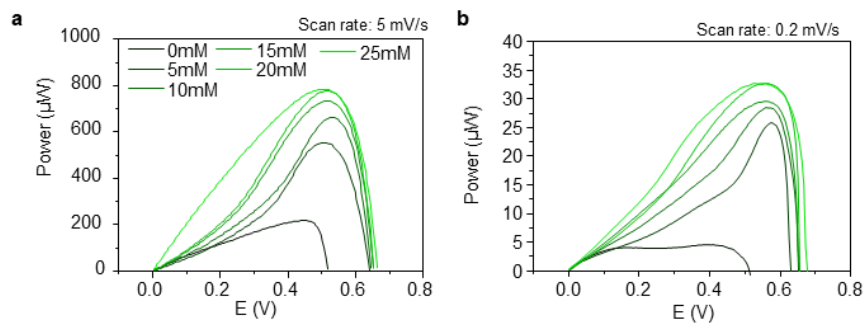 a
Scan rate: 5 mV/s
1000
800
600
400
200
0
Power (µW)
0mM 15mM 25mM
5mM 20mM
10mM
0.0 0.2 0.4 0.6 0.8
E (V)
b
Scan rate: 0.2 mV/s
40
35
30
25
20
15
10
5
0
Power (µW)
0.0 0.2 0.4 0.6 0.8
E (V)